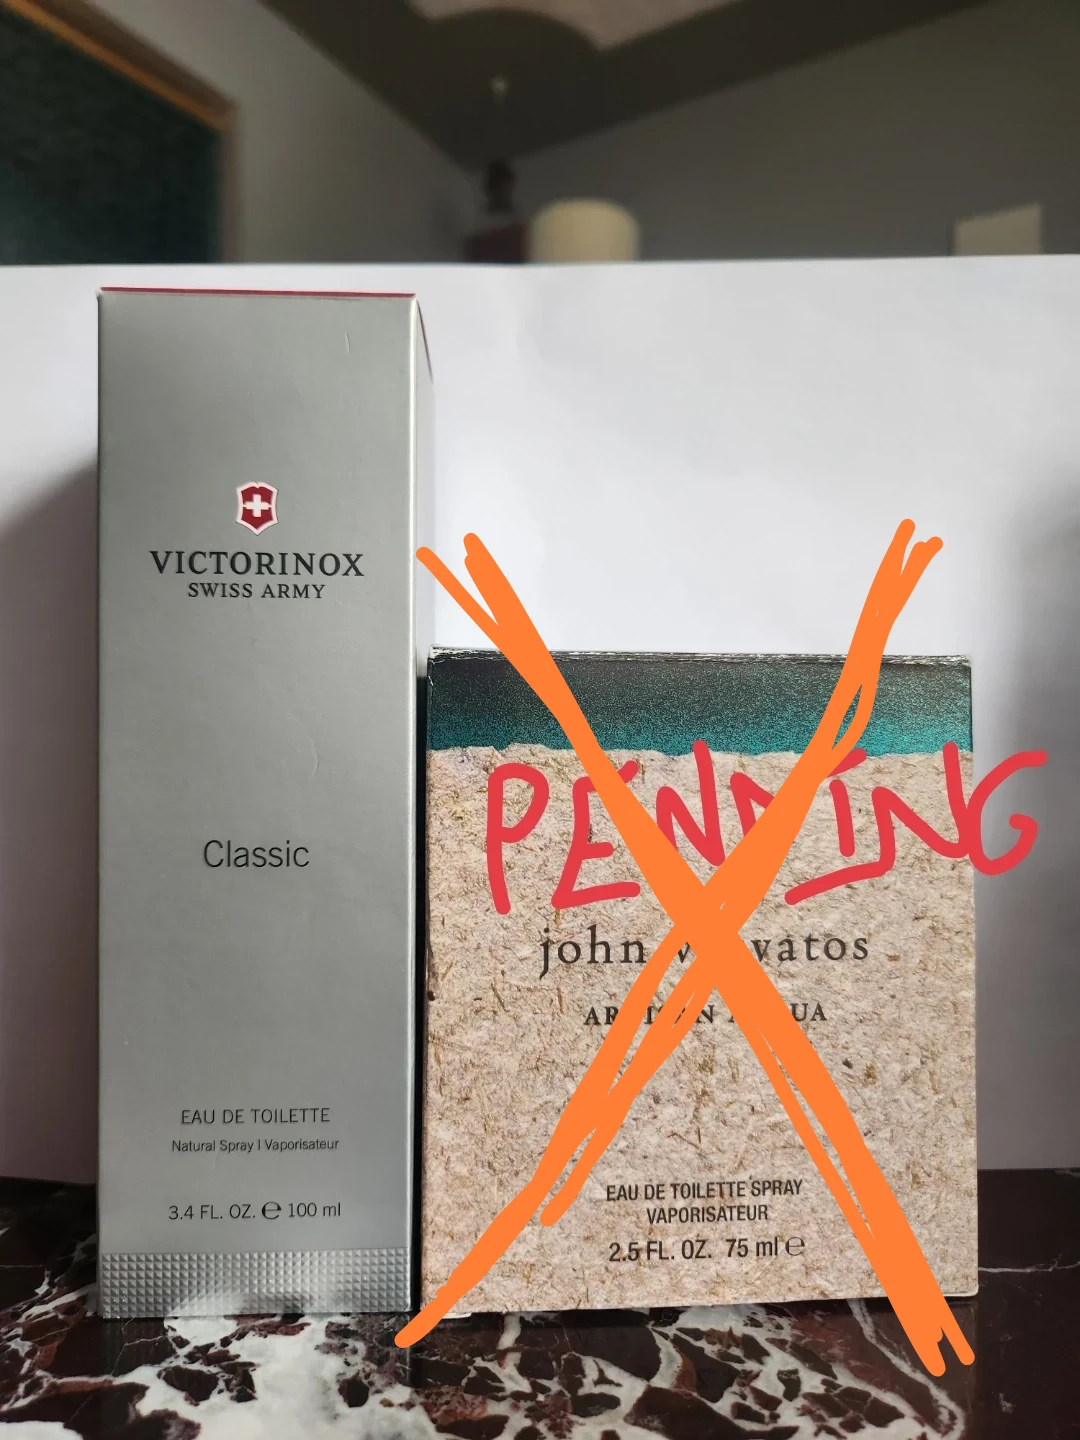 VICTORINOX
SWISS ARMY
Classic
EAU DE TOILETTE
Natural Spray | Vaporisateur
3.4 FL. OZ. ℮ 100 ml
PENDING
john vatos
EAU DE TOILETTE SPRAY
VAPORISATEUR
2.5 FL. OZ. 75 ml ℮